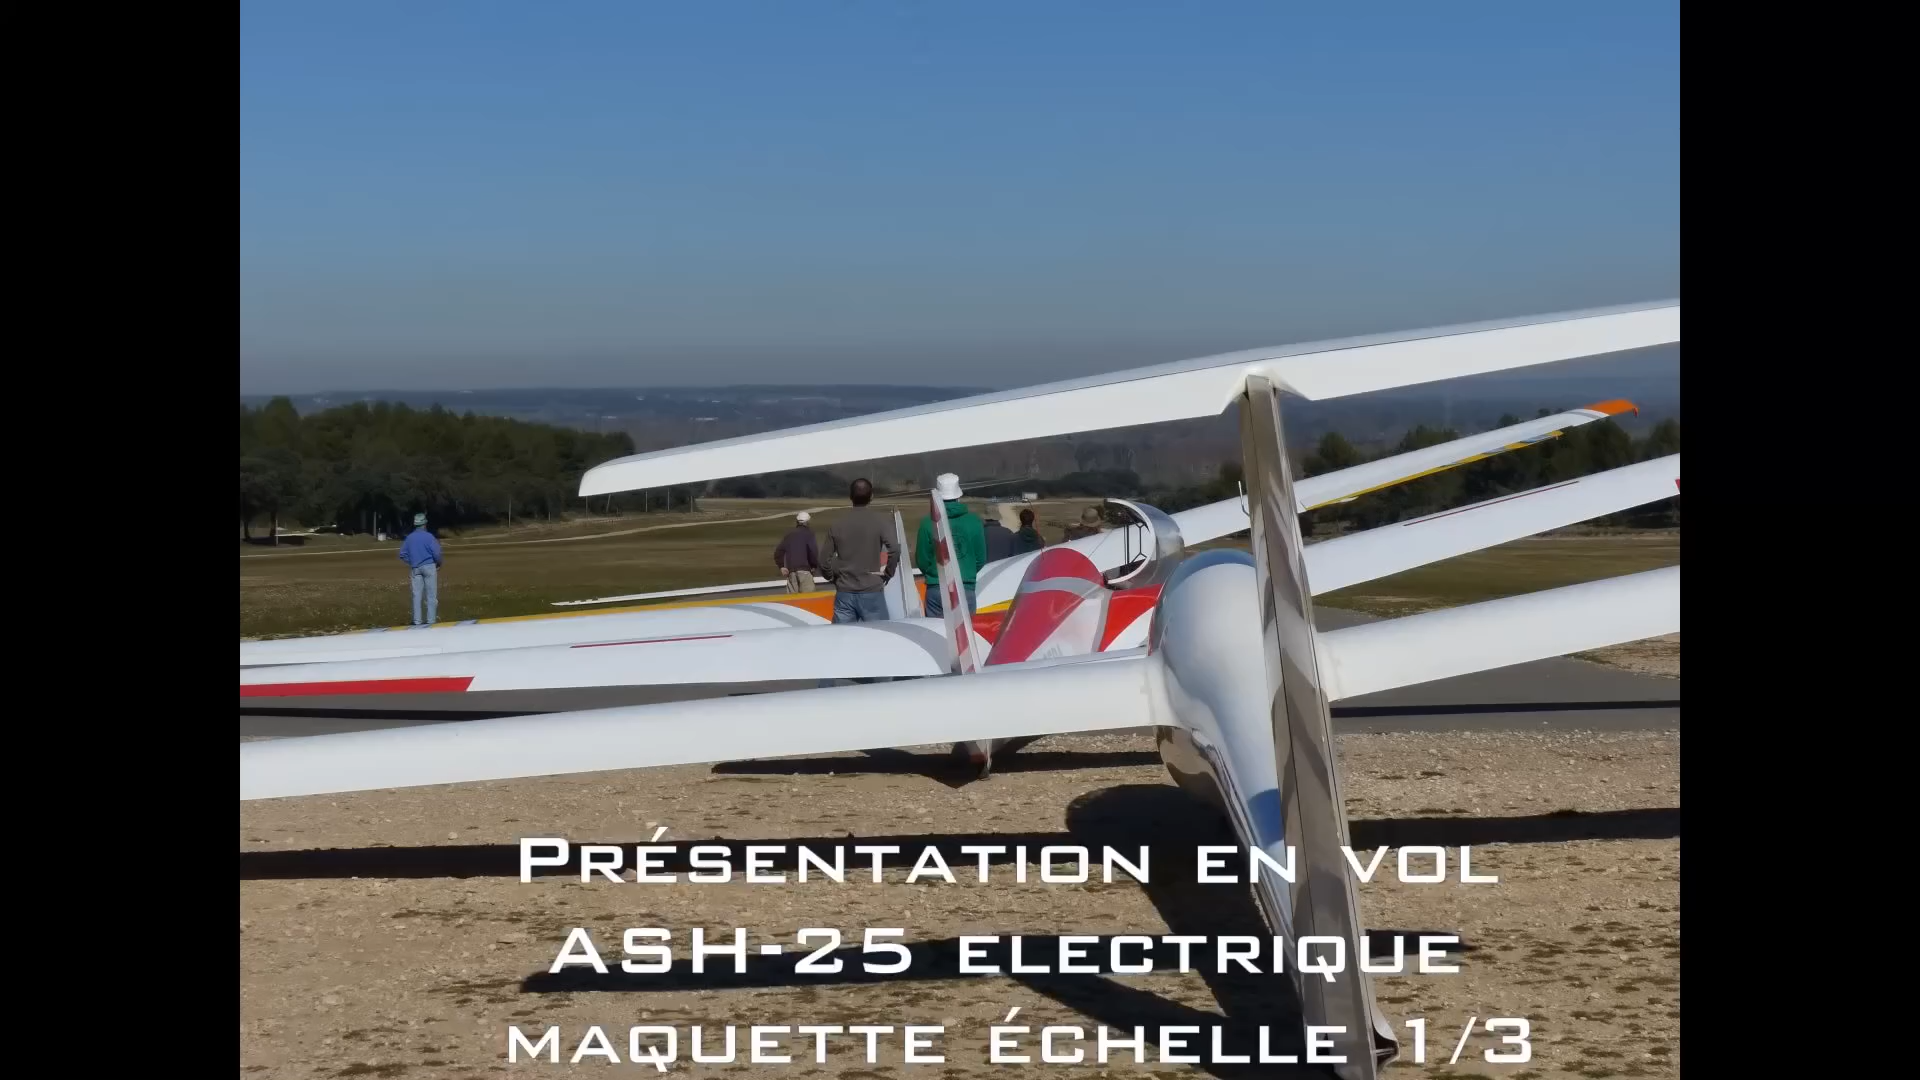 Présentation en vol
ASH-25 electrique
maquette échelle 1/3